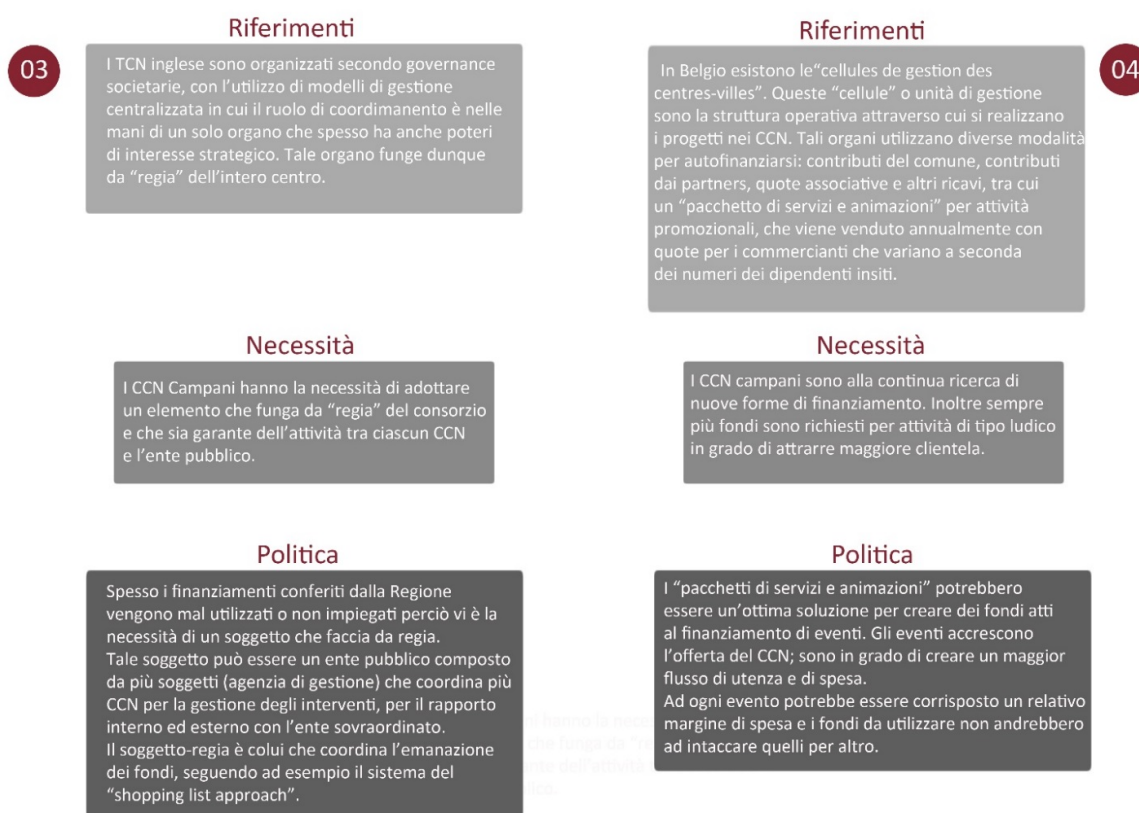 03
Riferimenti
I TCN inglese sono organizzati secondo governance
societarie, con l'utilizzo di modelli di gestione
centralizzata in cui il ruolo di coordimanento è nelle
mani di un solo organo che spesso ha anche poteri
di interesse strategico. Tale organo funge dunque
da "regia" dell'intero centro.
Necessità
I CCN Campani hanno la necessità di adottare
un elemento che funga da "regia" del consorzio
e che sia garante dell'attività tra ciascun CCN
e l'ente pubblico.
Politica
Spesso i finanziamenti conferiti dalla Regione
vengono mal utilizzati o non impiegati perciò vi è la
necessità di un soggetto che faccia da regia.
Tale soggetto può essere un ente pubblico composto
da più soggetti (agenzia di gestione) che coordina più
CCN per la gestione degli interventi, per il rapporto
interno ed esterno con l'ente sovraordinato.
Il soggetto-regia è colui che coordina l'emanazione
dei fondi, seguendo ad esempio il sistema del
"shopping list approach".
04
Riferimenti
In Belgio esistono le"cellules de gestion des
centres-villes". Queste "cellule" o unità di gestione
sono la struttura operativa attraverso cui si realizzano
i progetti nei CCN. Tali organi utilizzano diverse modalità
per autofinanziarsi: contributi del comune, contributi
dai partners, quote associative e altri ricavi, tra cui
un "pacchetto di servizi e animazioni" per attività
promozionali, che viene venduto annualmente con
quote per i commercianti che variano a seconda
dei numeri dei dipendenti insiti.
Necessità
I CCN campani sono alla continua ricerca di
nuove forme di finanziamento. Inoltre sempre
più fondi sono richiesti per attività di tipo ludico
in grado di attrarre maggiore clientela.
Politica
I "pacchetti di servizi e animazioni" potrebbero
essere un'ottima soluzione per creare dei fondi atti
al finanziamento di eventi. Gli eventi accrescono
l'offerta del CCN; sono in grado di creare un maggior
flusso di utenza e di spesa.
Ad ogni evento potrebbe essere corrisposto un relativo
margine di spesa e i fondi da utilizzare non andrebbero
ad intaccare quelli per altro.